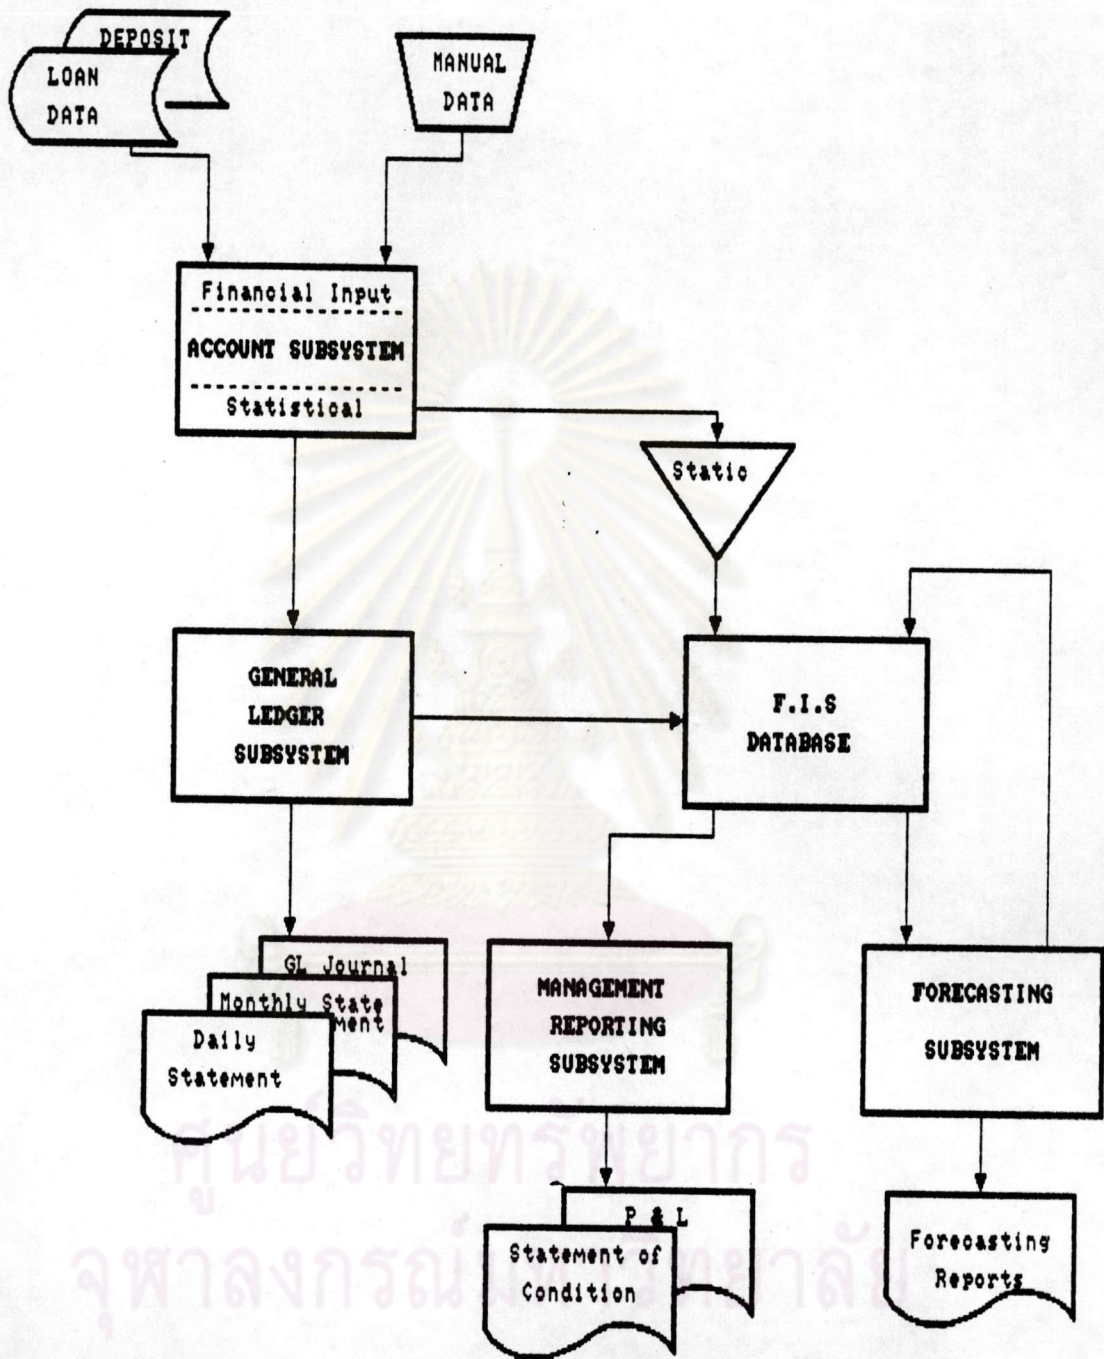 DEPOSIT
LOAN
DATA
MANUAL
DATA
Financial Input
ACCOUNT SUBSYSTEM
Statistical
Static
GENERAL
LEDGER
SUBSYSTEM
F.I.S
DATABASE
GL Journal
Monthly State
ment
Daily
Statement
MANAGEMENT
REPORTING
SUBSYSTEM
FORECASTING
SUBSYSTEM
P & L
Statement of
Condition
Forecasting
Reports
ศูนย์วิทยทรัพยากร
จุฬาลงกรณ์มหาวิทยาลัย